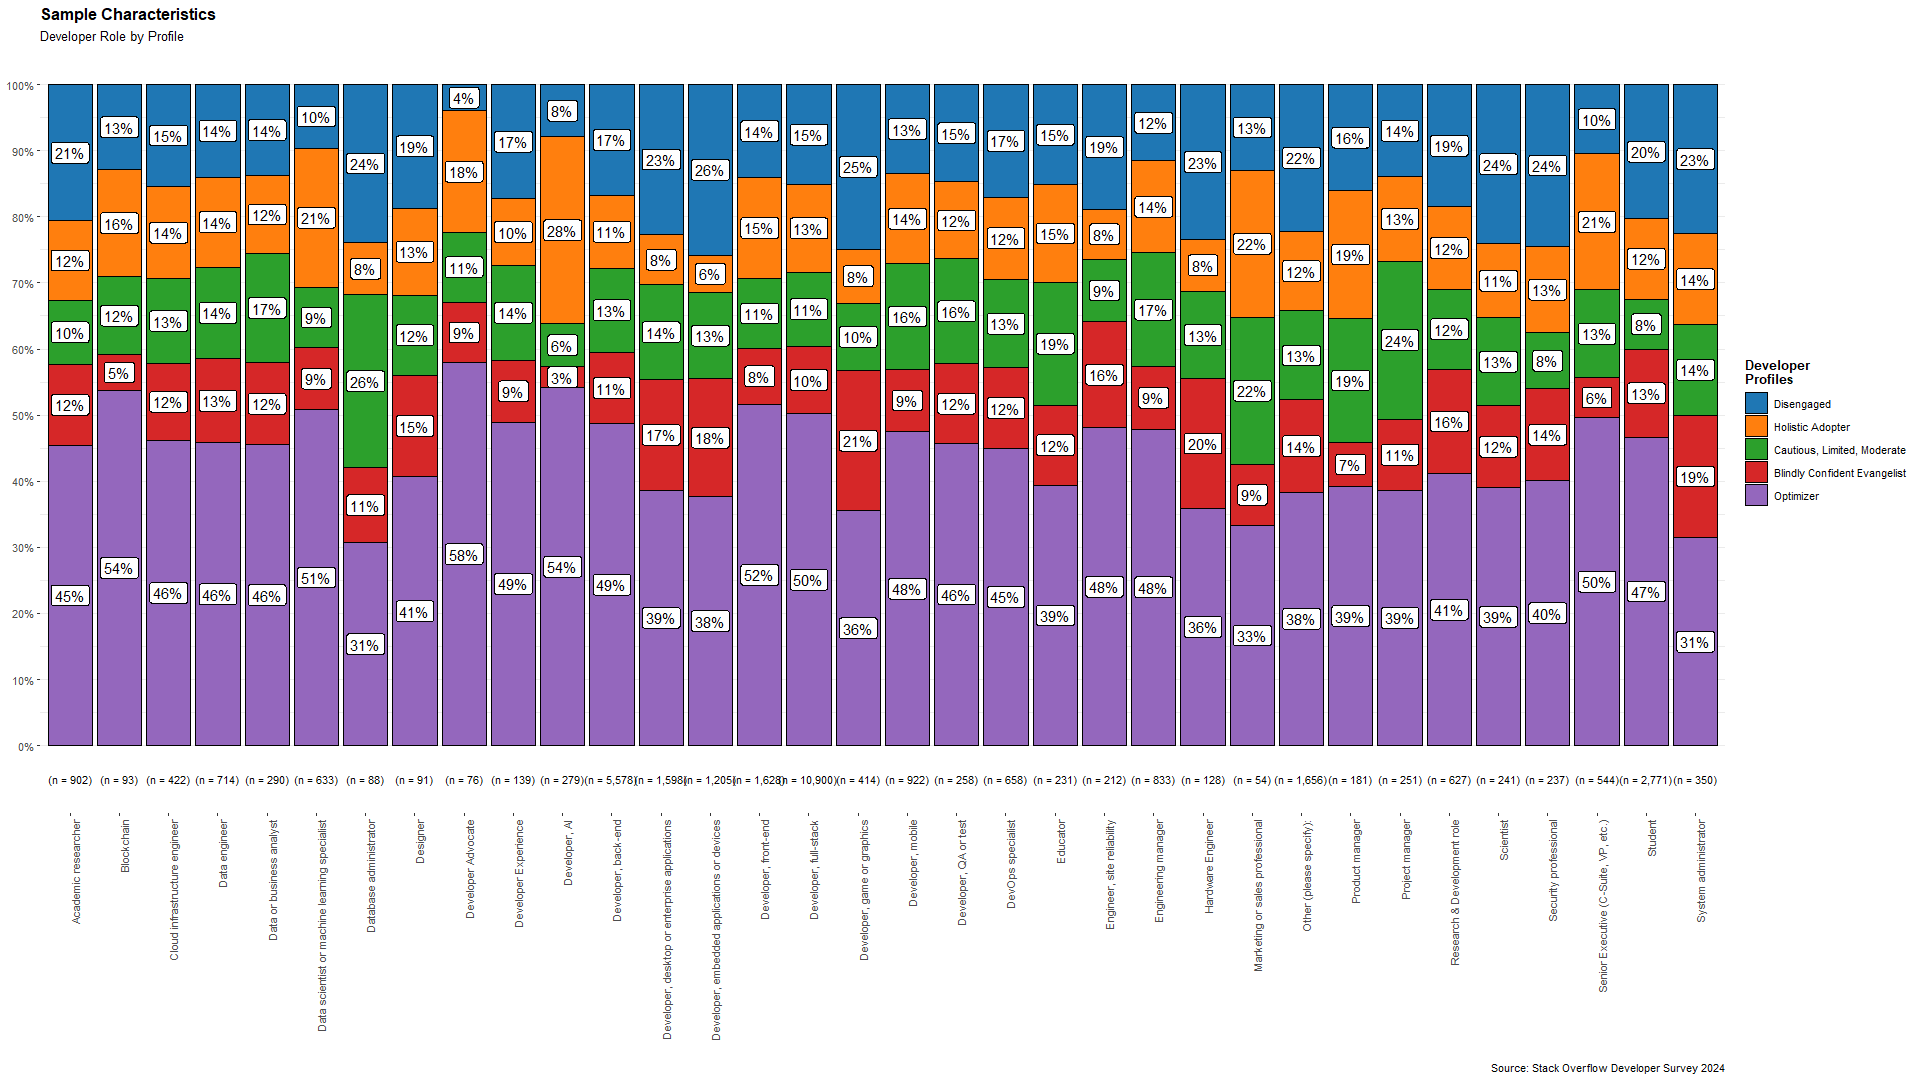 Sample Characteristics
Developer Role by Profile
100%
90%
80%
70%
60%
50%
40%
30%
20%
10%
0%
21% 12% 10% 12% 45%
13% 16% 12% 5% 54%
15% 14% 13% 12% 46%
14% 14% 14% 13% 46%
14% 12% 17% 12% 46%
10% 21% 9% 9% 51%
24% 8% 26% 11% 31%
19% 13% 12% 15% 41%
4% 18% 11% 9% 58%
17% 10% 14% 9% 49%
8% 28% 6% 3% 54%
17% 11% 13% 11% 49%
23% 8% 14% 17% 39%
26% 6% 13% 18% 38%
14% 15% 11% 8% 52%
15% 13% 11% 10% 50%
25% 8% 10% 21% 36%
13% 14% 16% 9% 48%
15% 12% 16% 12% 46%
17% 12% 13% 12% 45%
15% 15% 19% 12% 39%
19% 8% 9% 16% 48%
12% 14% 17% 9% 48%
23% 8% 13% 20% 36%
13% 22% 22% 9% 33%
22% 12% 13% 14% 38%
16% 19% 19% 7% 39%
14% 13% 24% 11% 39%
19% 12% 12% 16% 41%
24% 11% 13% 12% 39%
24% 13% 8% 14% 40%
10% 21% 13% 6% 50%
20% 12% 8% 13% 47%
23% 14% 14% 19% 31%
(n = 902) (n = 93) (n = 422) (n = 714) (n = 290) (n = 633) (n = 88) (n = 91) (n = 76) (n = 139) (n = 279) (n = 5,578) (n = 1,598) (n = 1,205) (n = 1,628) (n = 10,900) (n = 414) (n = 922) (n = 258) (n = 658) (n = 231) (n = 212) (n = 833) (n = 128) (n = 54) (n = 1,656) (n = 181) (n = 251) (n = 627) (n = 241) (n = 237) (n = 544) (n = 2,771) (n = 350)
Academic researcher
Blockchain
Cloud infrastructure engineer
Data engineer
Data or business analyst
Data scientist or machine learning specialist
Database administrator
Designer
Developer Advocate
Developer Experience
Developer, AI
Developer, back-end
Developer, desktop or enterprise applications
Developer, embedded applications or devices
Developer, front-end
Developer, full-stack
Developer, game or graphics
Developer, mobile
Developer, QA or test
DevOps specialist
Educator
Engineer, site reliability
Engineering manager
Hardware Engineer
Marketing or sales professional
Other (please specify):
Product manager
Project manager
Research & Development role
Scientist
Security professional
Senior Executive (C-Suite, VP, etc.)
Student
System administrator
Developer
Profiles
Disengaged
Holistic Adopter
Cautious, Limited, Moderate
Blindly Confident Evangelist
Optimizer
Source: Stack Overflow Developer Survey 2024